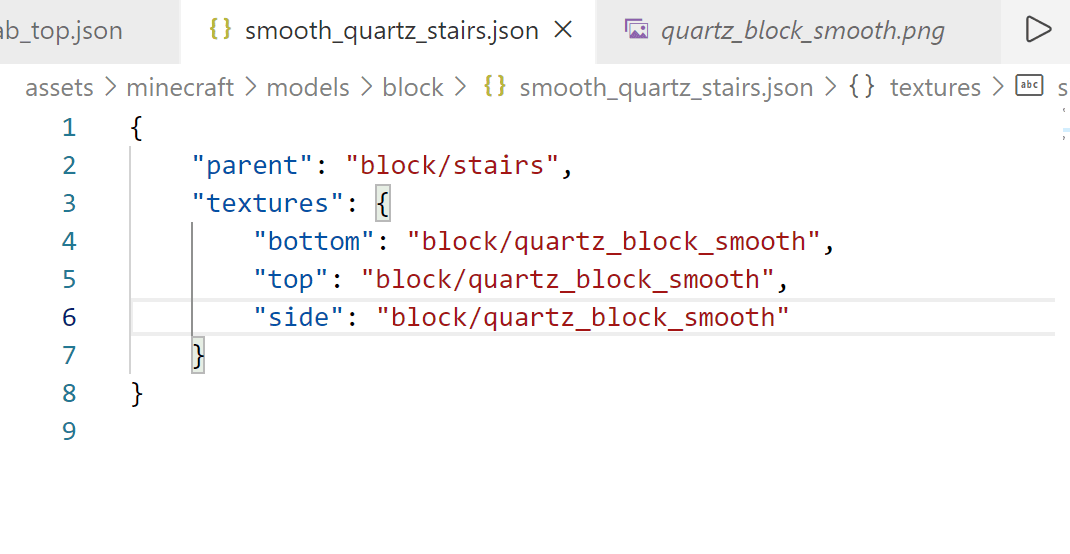 ab_top.json {} smooth_quartz_stairs.json × quartz_block_smooth.png
assets > minecraft > models > block > {} smooth_quartz_stairs.json > {} textures > abc s
1 {
2 "parent": "block/stairs",
3 "textures": {
4 "bottom": "block/quartz_block_smooth",
5 "top": "block/quartz_block_smooth",
6 "side": "block/quartz_block_smooth"
7 }
8 }
9